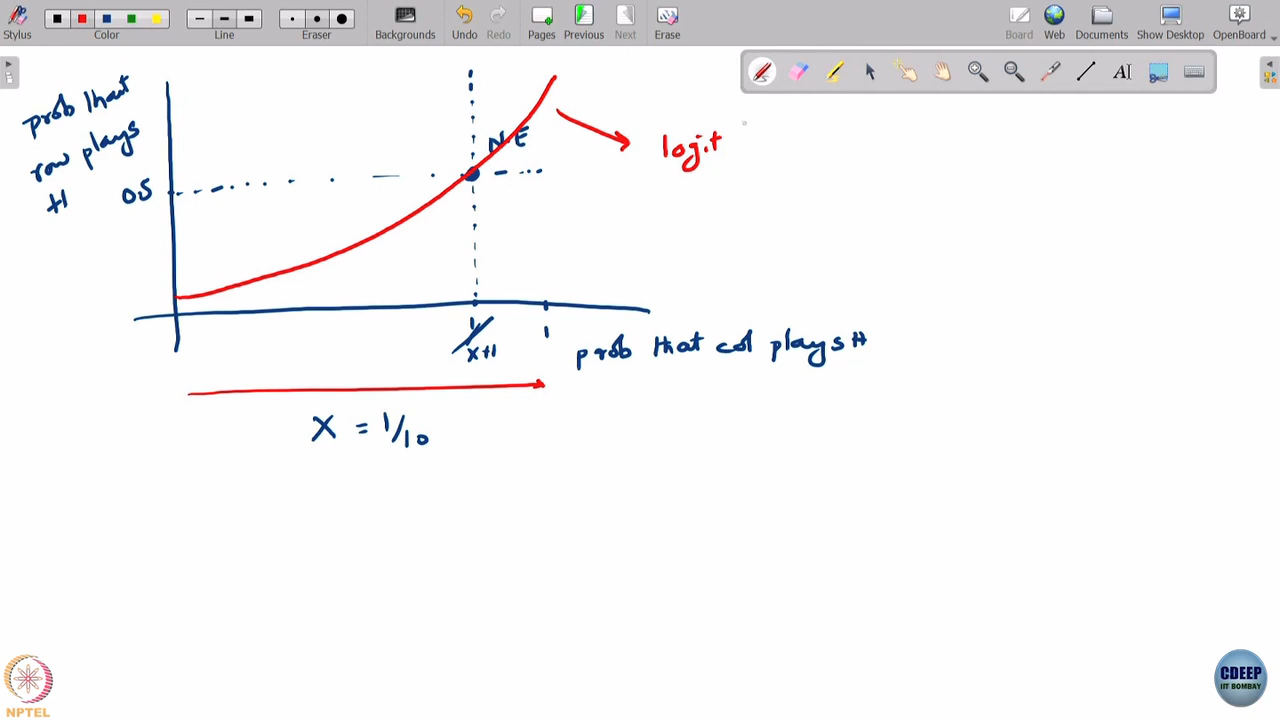 Stylus
Color
Line
Eraser
Backgrounds
Undo
Redo
Pages
Previous
Next
Erase
Board
Web
Documents
Show Desktop
OpenBoard
prob that
row plays
H
0.5
N.E
logit
1/x+1
1
prob that col plays H
X = 1/10
NPTEL
CDEEP
IIT BOMBAY